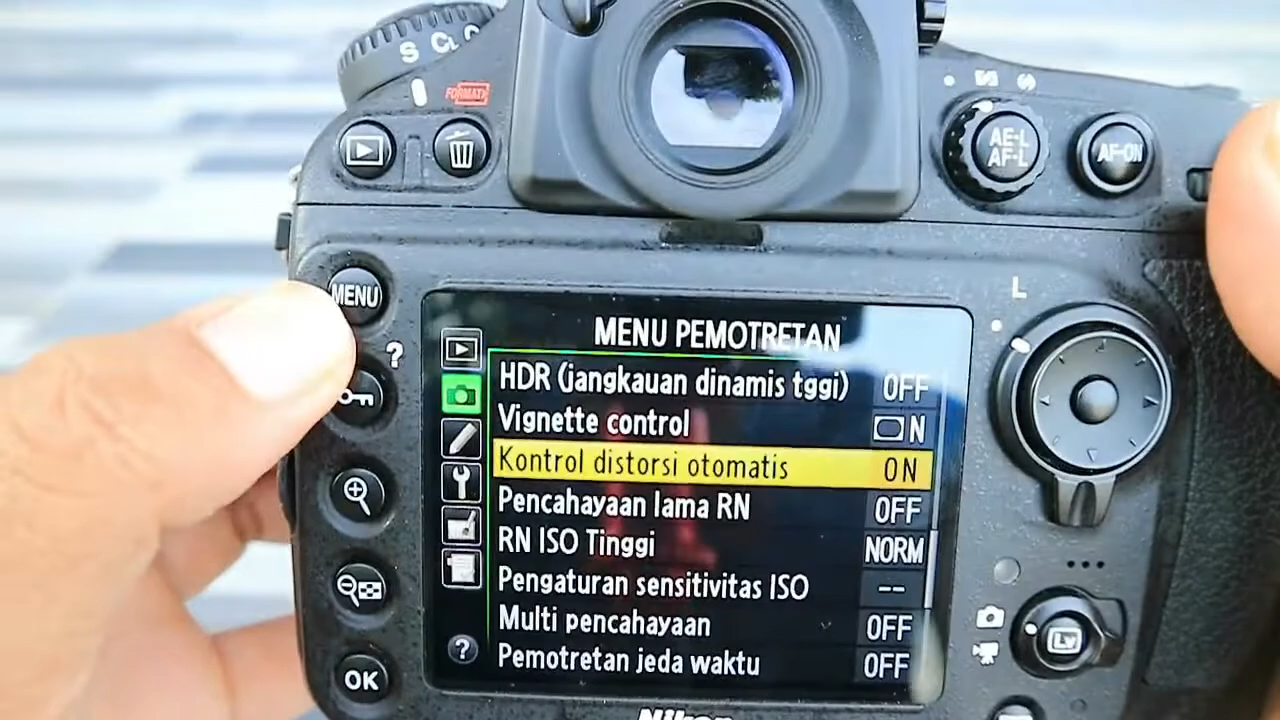 S CL
FORMAT
AE-L
AF-L
AF-ON
MENU
?
L
MENU PEMOTRETAN
HDR (jangkauan dinamis tggi) OFF
Vignette control N
Kontrol distorsi otomatis ON
Pencahayaan lama RN OFF
RN ISO Tinggi NORM
Pengaturan sensitivitas ISO --
Multi pencahayaan OFF
Pemotretan jeda waktu OFF
?
Lv
OK
Nikon